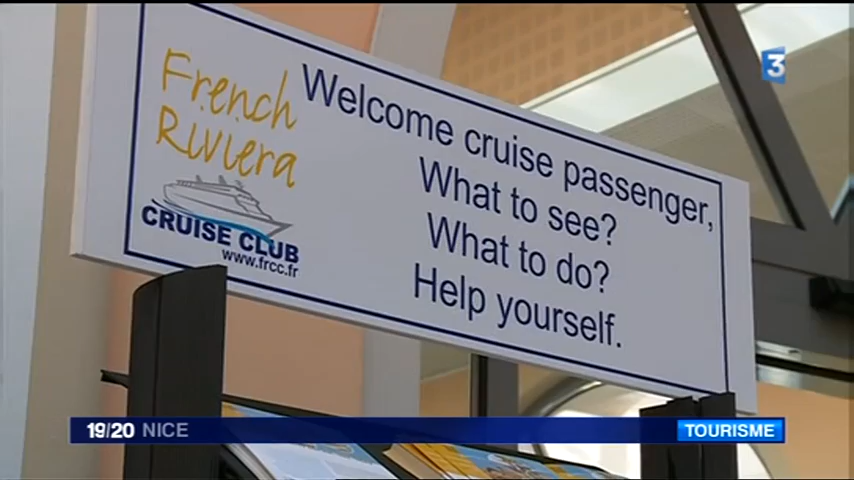 French
Riviera
CRUISE CLUB
www.frcc.fr
Welcome cruise passenger,
What to see?
What to do?
Help yourself.
3
19/20 NICE
TOURISME